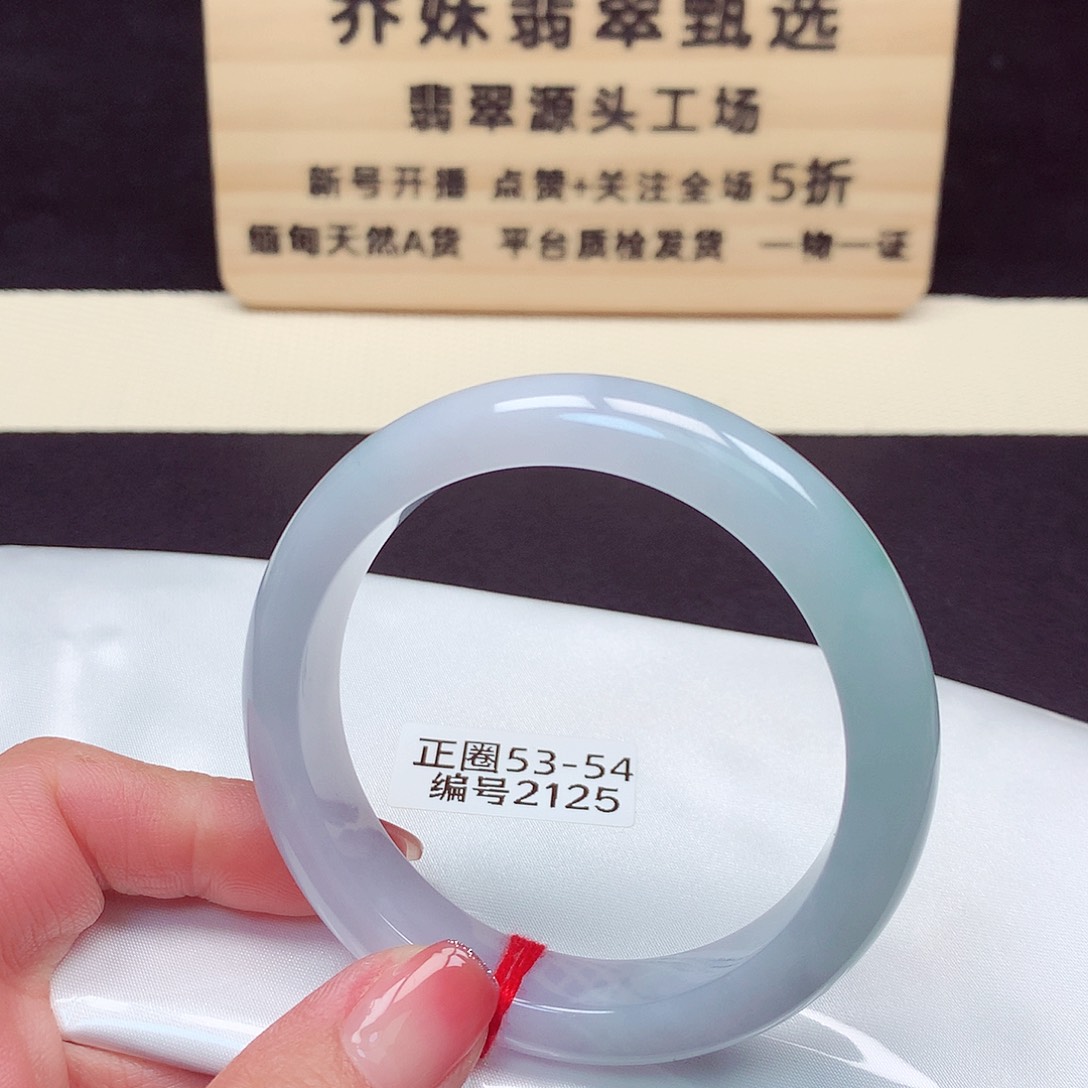 乔妹翡翠甄选
翡翠源头工场
新号开播 点赞+关注全场5折
缅甸天然A货 平台质检发货 一物一证
正圈53-54
编号2125